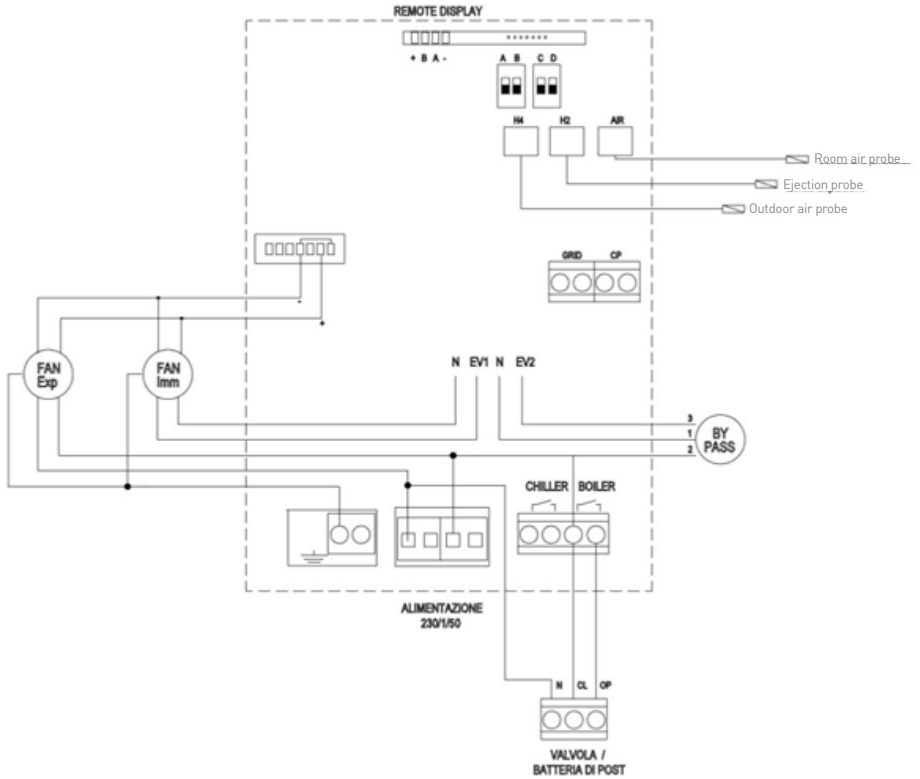 REMOTE DISPLAY
+ B A -
A B C D
H4 H2 AIR
Room air probe
Ejection probe
Outdoor air probe
GRID CP
-
+
FAN
Exp
FAN
Imm
N EV1 N EV2
3
1
2
BY
PASS
CHILLER BOILER
ALIMENTAZIONE
230/1/50
N CL OP
VALVOLA /
BATTERIA DI POST